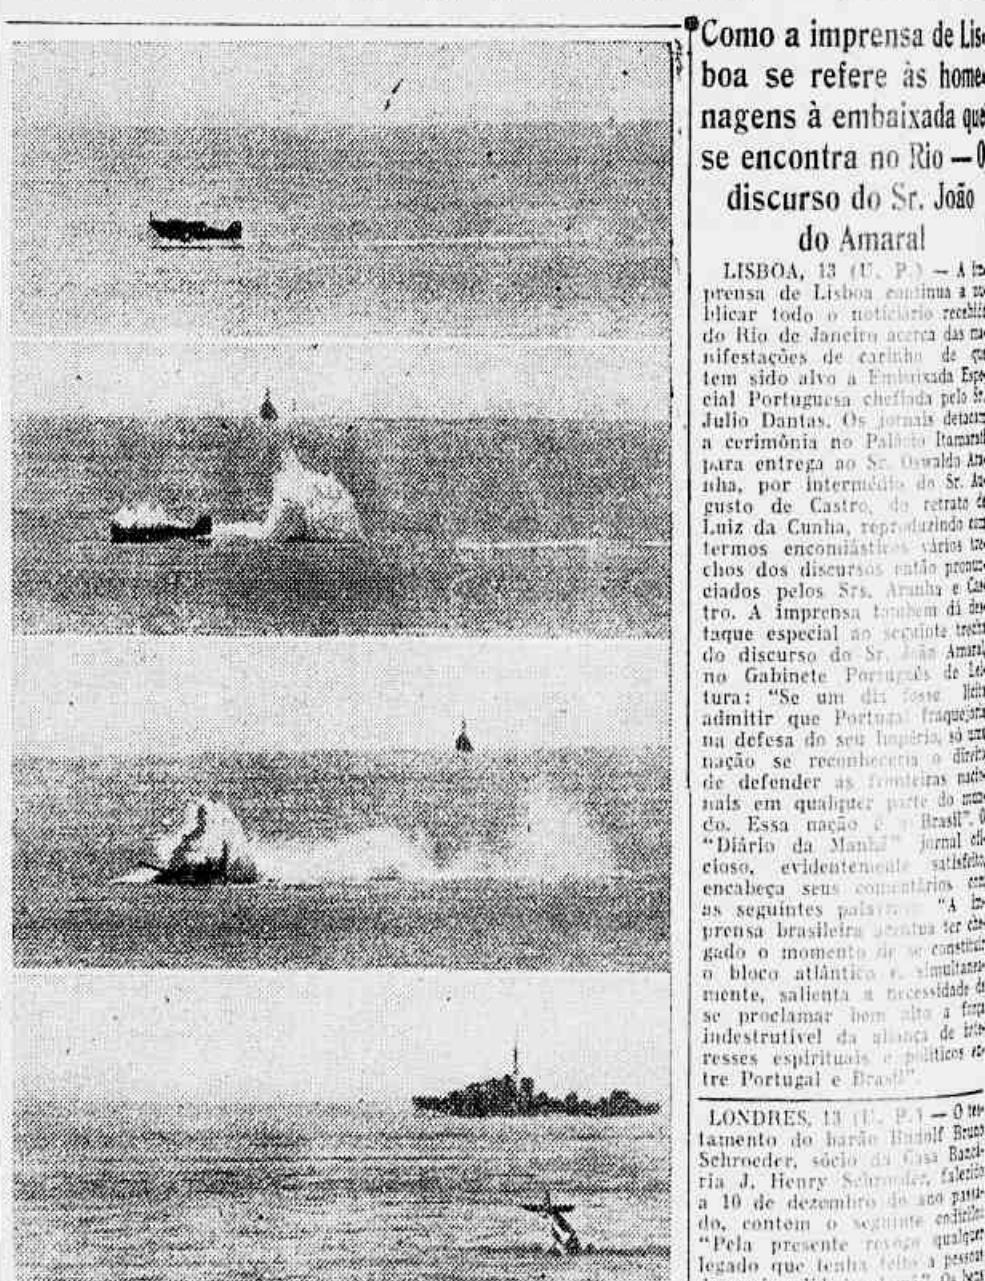 Como a imprensa de Lis-
boa se refere às home-
nagens à embaixada que
se encontra no Rio — O
discurso do Sr. João
do Amaral
LISBOA, 13 (U. P.) — A im-
prensa de Lisboa continua a pu-
blicar todo o noticiário recebido
do Rio de Janeiro acerca das ma-
nifestações de carinho de que
tem sido alvo a Embaixada Espe-
cial Portuguesa chefiada pelo Sr.
Julio Dantas. Os jornais
a cerimônia no Palácio Itamarati
para entrega ao Sr. Oswaldo Ara-
nha, por intermédio do Sr. Au-
gusto de Castro, do retrato de
Luiz da Cunha, reproduzindo com
termos encomiásticos vários tre-
chos dos discursos então pronun-
ciados pelos Srs. Aranha e Cas-
tro. A imprensa tambem dá des-
taque especial ao seguinte trecho
do discurso do Sr. João Amaral,
no Gabinete Português de Lei-
tura: "Se um dia fosse licito
admitir que Portugal fraquejaria
na defesa do seu Império, só uma
nação se reconheceria o direito
de defender as fronteiras
nais em qualquer parte do mun-
do. Essa nação é o Brasil". O
"Diário da Manhã" jornal ofi-
cioso, evidentemente satisfeito,
encabeça seus comentários com
as seguintes palavras: "A im-
prensa brasileira acentua ter che-
gado o momento de se constituir
o bloco atlântico e, simultanea-
mente, salienta a necessidade de
se proclamar bem alto a força
indestrutivel da aliança de inte-
resses espirituais e políticos en-
tre Portugal e Brasil".
LONDRES, 13 (U. P.) — O tes-
tamento do barão Rudolf Bruno
Schroeder, sócio da Casa Bancá-
ria J. Henry Schroeder, falecido
a 10 de dezembro do ano passa-
do, contem o seguinte codicilo:
"Pela presente revogo qualquer
legado que tenha feito a pessoas